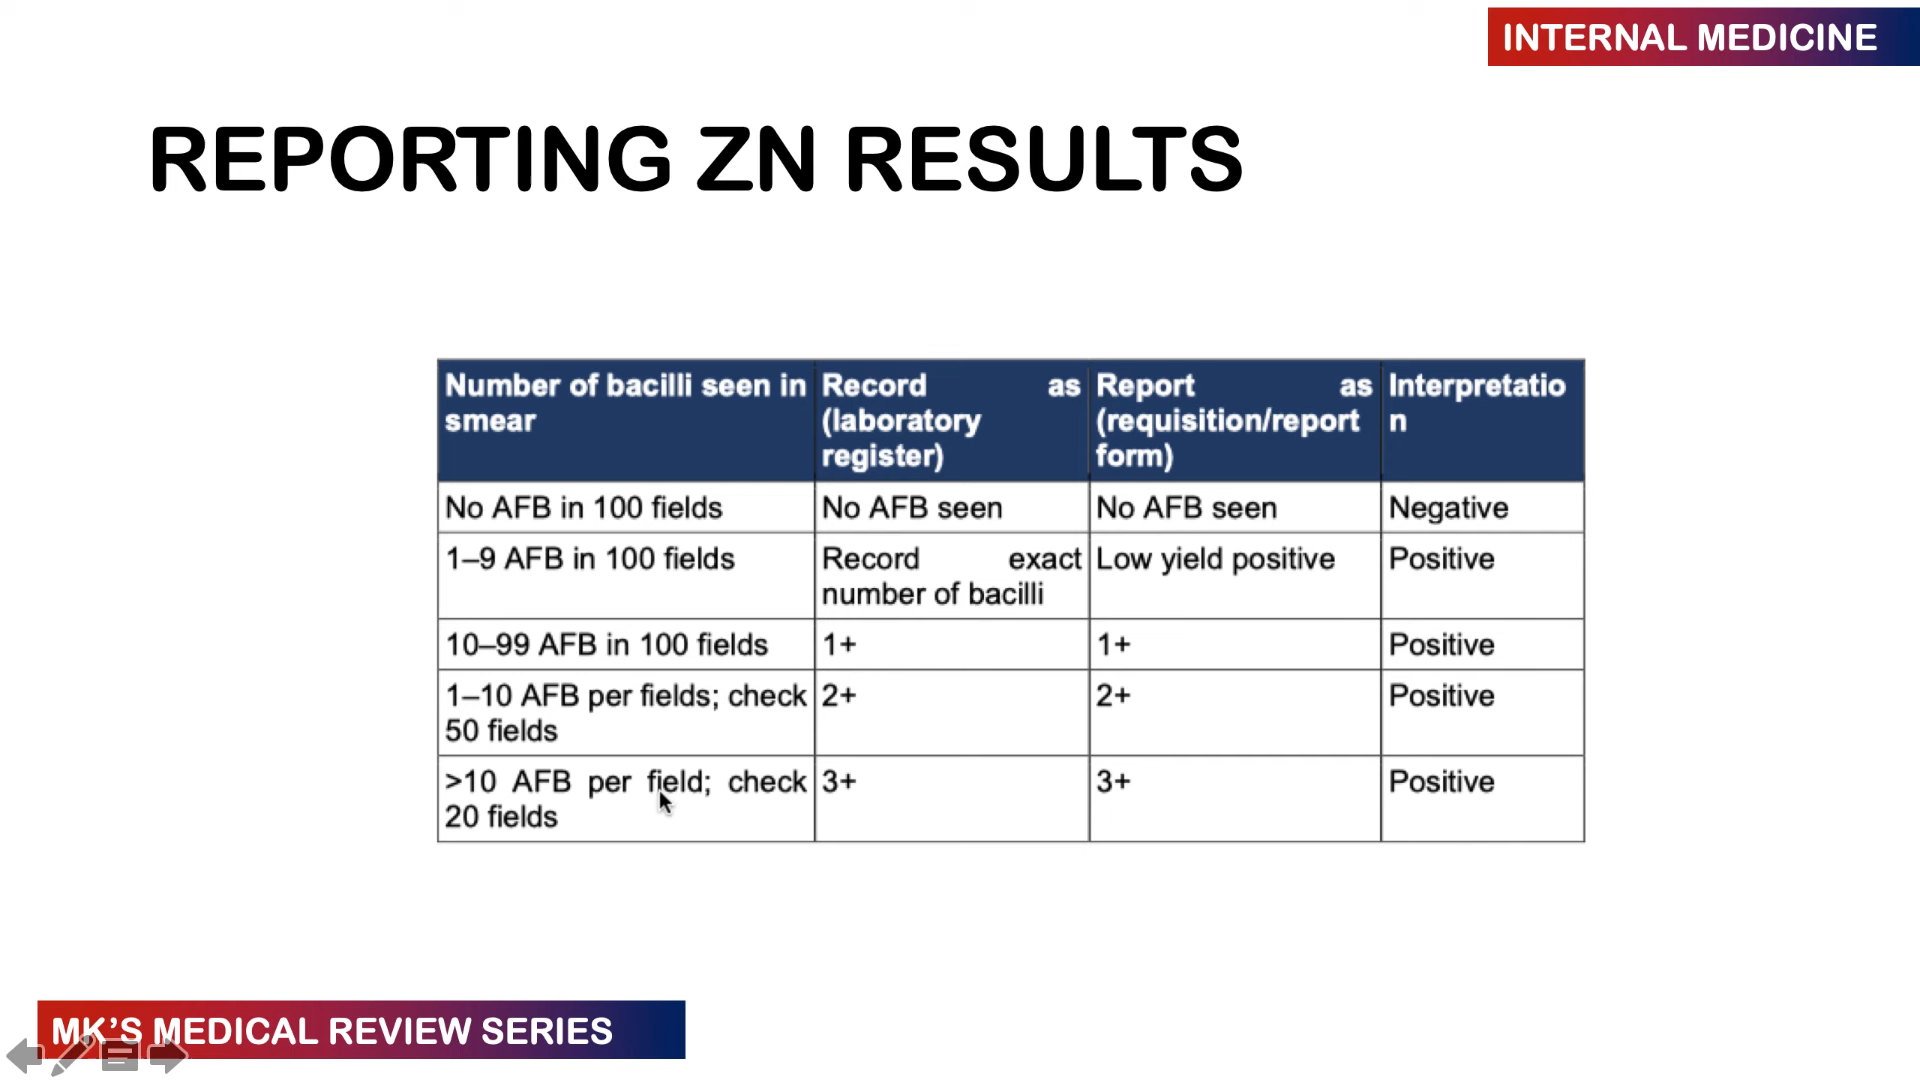 INTERNAL MEDICINE
REPORTING ZN RESULTS
Number of bacilli seen in smear | Record as (laboratory register) | Report as (requisition/report form) | Interpretation
No AFB in 100 fields | No AFB seen | No AFB seen | Negative
1–9 AFB in 100 fields | Record exact number of bacilli | Low yield positive | Positive
10–99 AFB in 100 fields | 1+ | 1+ | Positive
1–10 AFB per fields; check 50 fields | 2+ | 2+ | Positive
>10 AFB per field; check 20 fields | 3+ | 3+ | Positive
MK’S MEDICAL REVIEW SERIES